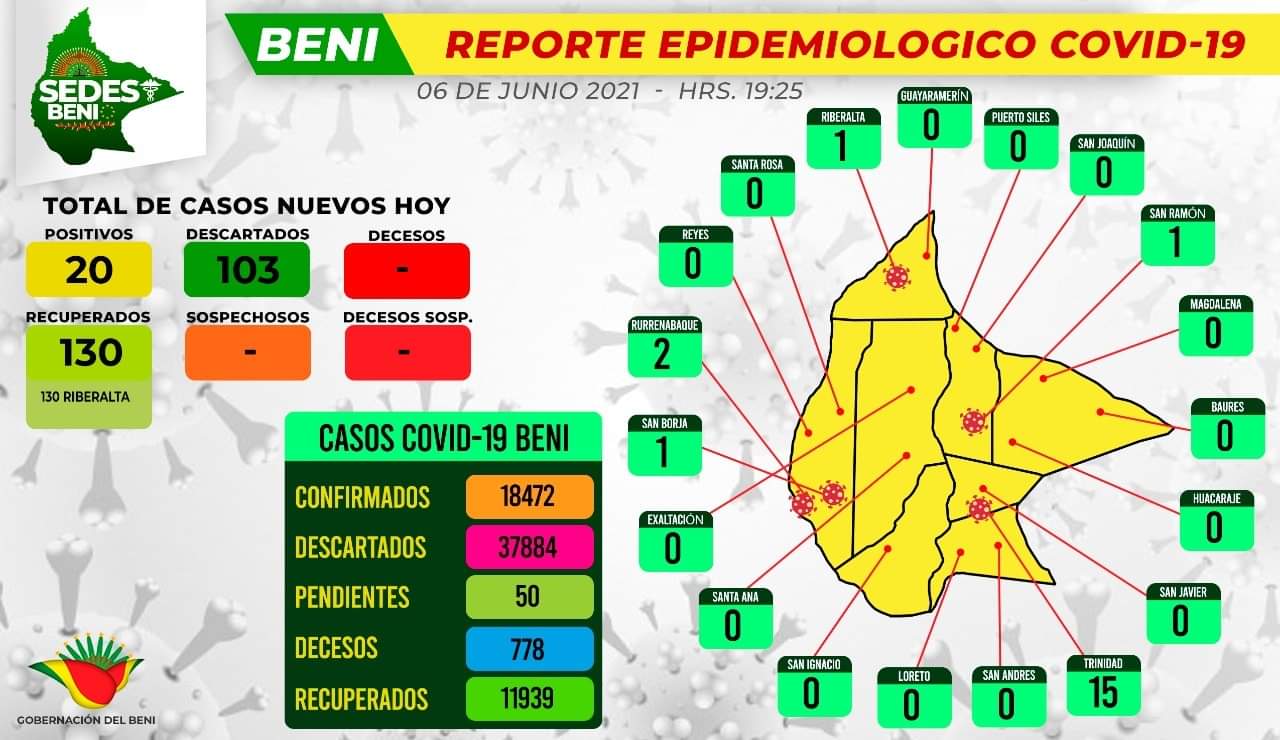 SEDES
BENI
BENI
REPORTE EPIDEMIOLOGICO COVID-19
06 DE JUNIO 2021 - HRS. 19:25
TOTAL DE CASOS NUEVOS HOY
POSITIVOS
20
DESCARTADOS
103
DECESOS
-
RECUPERADOS
130
130 RIBERALTA
SOSPECHOSOS
-
DECESOS SOSP.
-
CASOS COVID-19 BENI
CONFIRMADOS 18472
DESCARTADOS 37884
PENDIENTES 50
DECESOS 778
RECUPERADOS 11939
GOBERNACIÓN DEL BENI
GUAYARAMERÍN
0
RIBERALTA
1
PUERTO SILES
0
SAN JOAQUÍN
0
SANTA ROSA
0
SAN RAMÓN
1
REYES
0
MAGDALENA
0
RURRENABAQUE
2
BAURES
0
SAN BORJA
1
HUACARAJE
0
EXALTACIÓN
0
SAN JAVIER
0
SANTA ANA
0
SAN IGNACIO
0
LORETO
0
SAN ANDRES
0
TRINIDAD
15